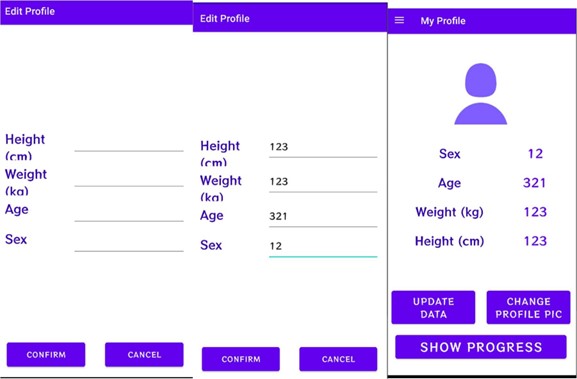 Edit Profile
Height
(cm)
Weight
(kg)
Age
Sex
CONFIRM
CANCEL
Edit Profile
Height
(cm)
123
Weight
(kg)
123
Age
321
Sex
12
CONFIRM
CANCEL
My Profile
Sex 12
Age 321
Weight (kg) 123
Height (cm) 123
UPDATE
DATA
CHANGE
PROFILE PIC
SHOW PROGRESS